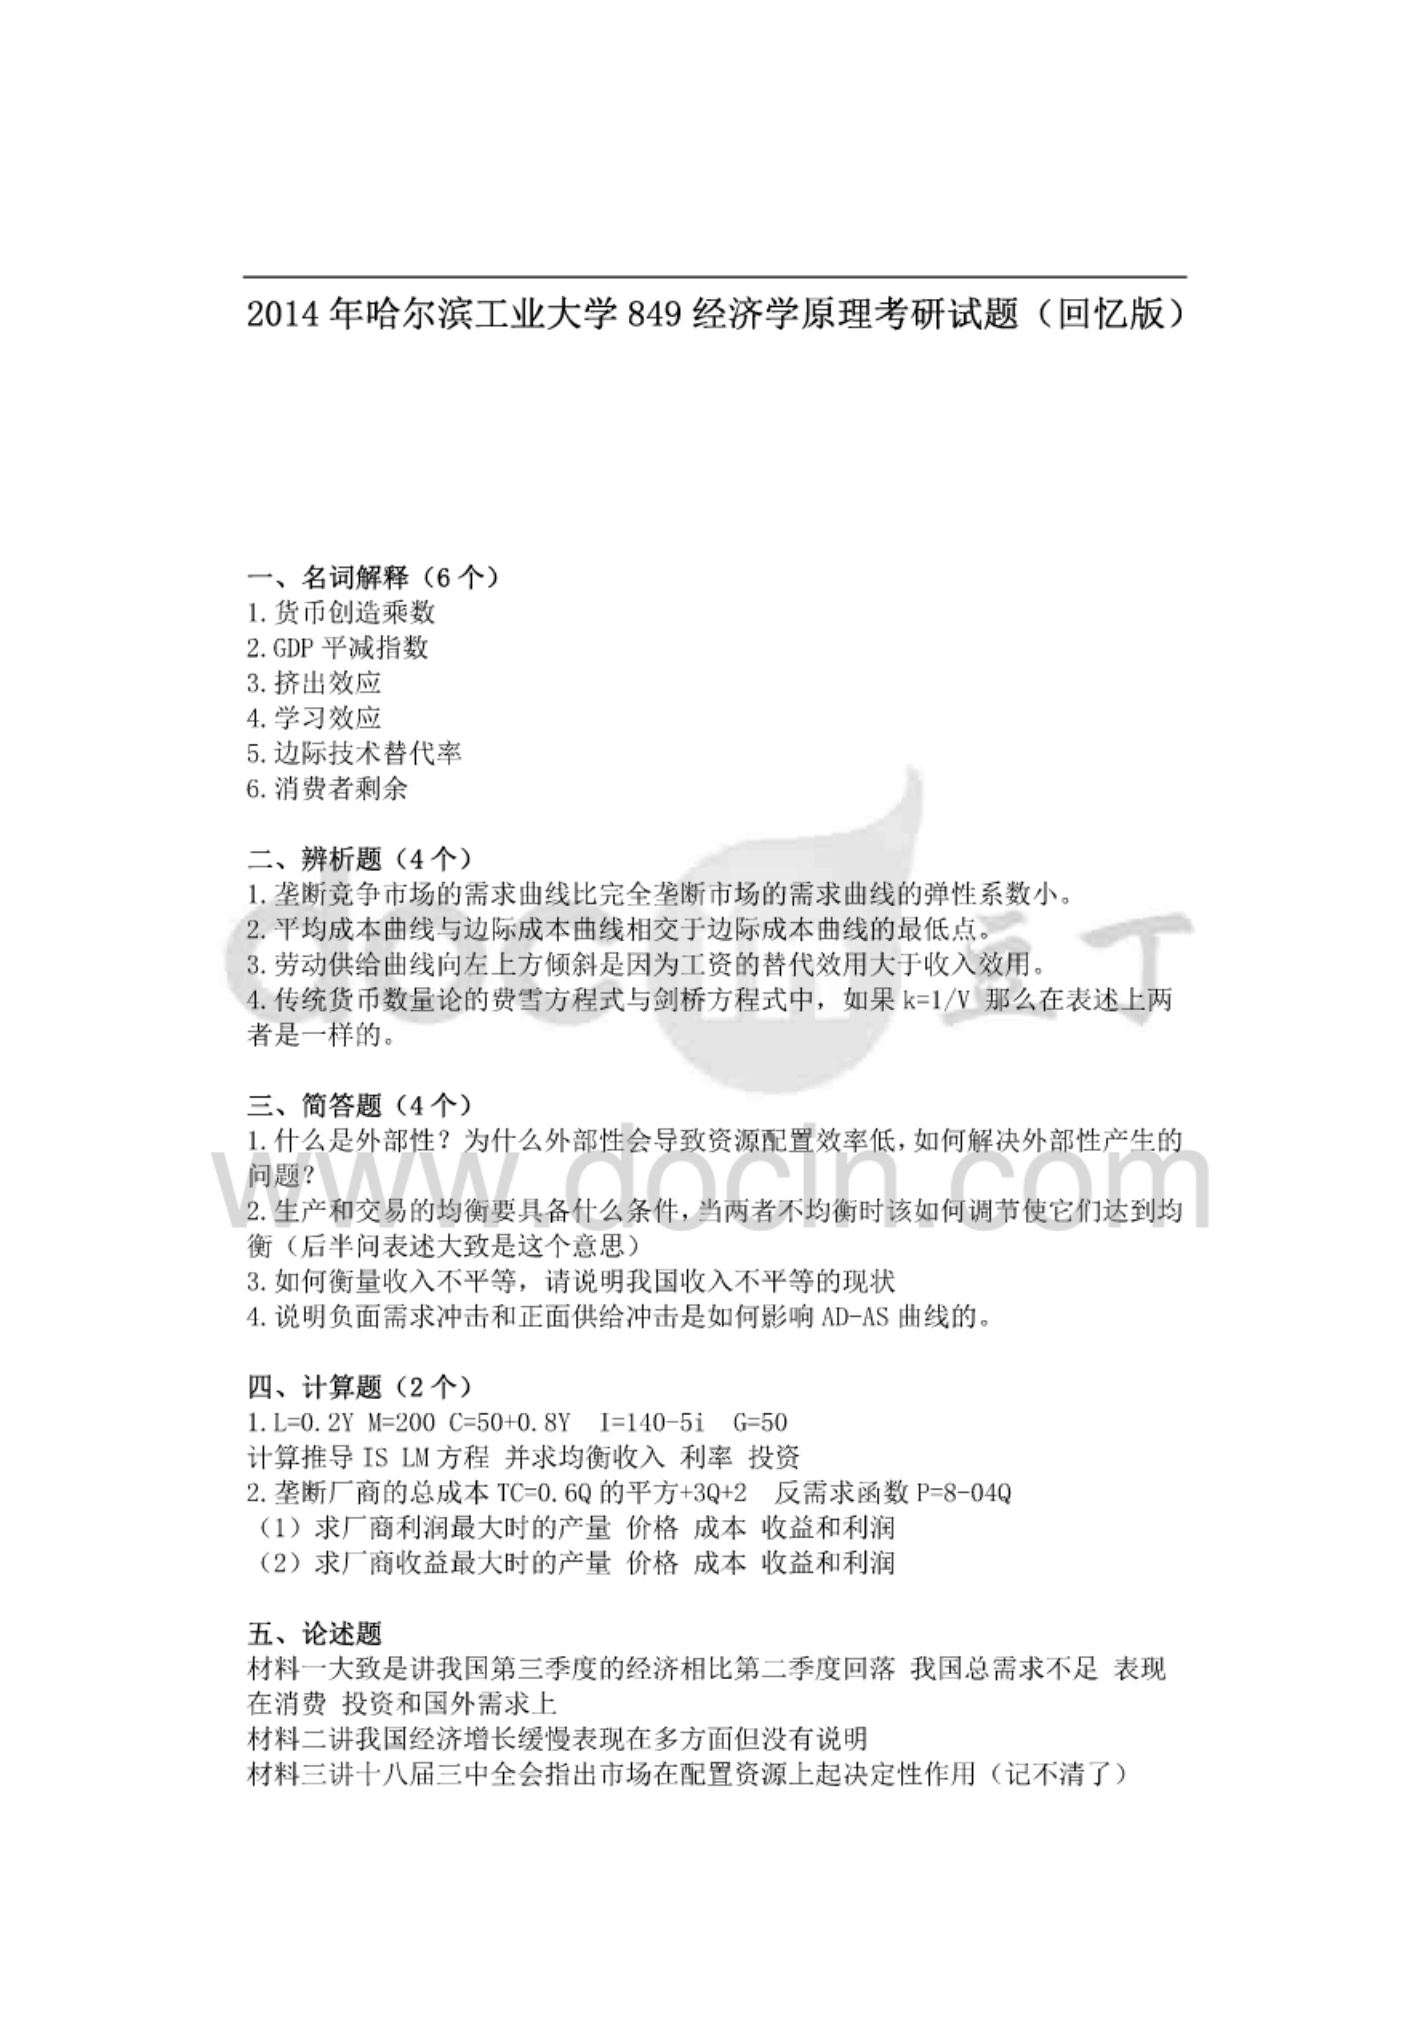 2014年哈尔滨工业大学849经济学原理考研试题（回忆版）
一、名词解释（6个）
1.货币创造乘数
2.GDP平减指数
3.挤出效应
4.学习效应
5.边际技术替代率
6.消费者剩余
二、辨析题（4个）
1.垄断竞争市场的需求曲线比完全垄断市场的需求曲线的弹性系数小。
2.平均成本曲线与边际成本曲线相交于边际成本曲线的最低点。
3.劳动供给曲线向左上方倾斜是因为工资的替代效用大于收入效用。
4.传统货币数量论的费雪方程式与剑桥方程式中，如果k=1/V 那么在表述上两
者是一样的。
docin 豆丁
三、简答题（4个）
1.什么是外部性？为什么外部性会导致资源配置效率低,如何解决外部性产生的
问题？
www.docin.com
2.生产和交易的均衡要具备什么条件,当两者不均衡时该如何调节使它们达到均
衡（后半问表述大致是这个意思）
3.如何衡量收入不平等，请说明我国收入不平等的现状
4.说明负面需求冲击和正面供给冲击是如何影响AD-AS曲线的。
四、计算题（2个）
1.L=0.2Y M=200 C=50+0.8Y I=140-5i G=50
计算推导IS LM方程 并求均衡收入 利率 投资
2.垄断厂商的总成本TC=0.6Q的平方+3Q+2 反需求函数P=8-04Q
（1）求厂商利润最大时的产量 价格 成本 收益和利润
（2）求厂商收益最大时的产量 价格 成本 收益和利润
五、论述题
材料一大致是讲我国第三季度的经济相比第二季度回落 我国总需求不足 表现
在消费 投资和国外需求上
材料二讲我国经济增长缓慢表现在多方面但没有说明
材料三讲十八届三中全会指出市场在配置资源上起决定性作用（记不清了）